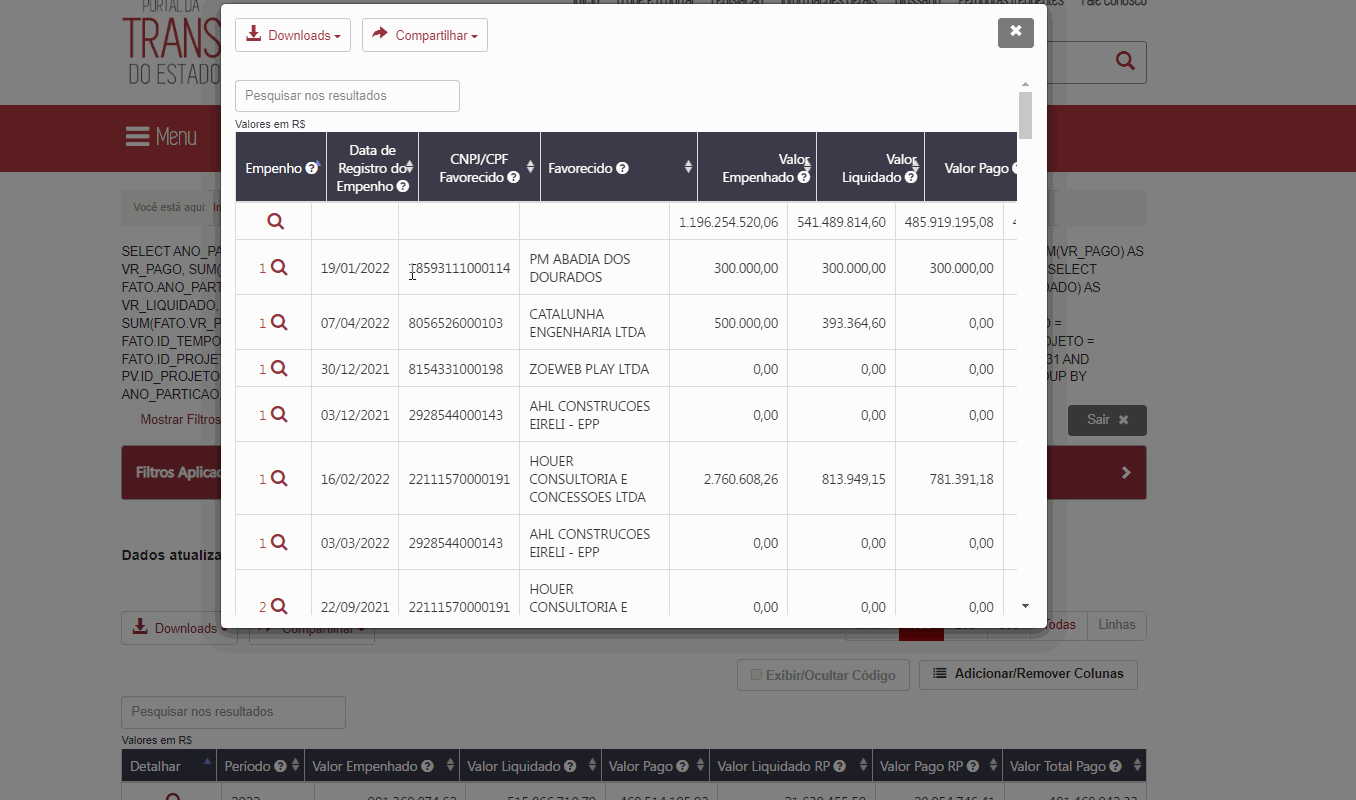 PORTAL DA
TRANS
DO ESTADO
Downloads
Compartilhar
Menu
Pesquisar nos resultados
Valores em R$
Empenho
Data de Registro do Empenho
CNPJ/CPF Favorecido
Favorecido
Valor Empenhado
Valor Liquidado
Valor Pago
1.196.254.520,06 541.489.814,60 485.919.195,08
1 19/01/2022 18593111000114 PM ABADIA DOS DOURADOS 300.000,00 300.000,00 300.000,00
1 07/04/2022 8056526000103 CATALUNHA ENGENHARIA LTDA 500.000,00 393.364,60 0,00
1 30/12/2021 8154331000198 ZOEWEB PLAY LTDA 0,00 0,00 0,00
1 03/12/2021 2928544000143 AHL CONSTRUCOES EIRELI - EPP 0,00 0,00 0,00
1 16/02/2022 22111570000191 HOUER CONSULTORIA E CONCESSOES LTDA 2.760.608,26 813.949,15 781.391,18
1 03/03/2022 2928544000143 AHL CONSTRUCOES EIRELI - EPP 0,00 0,00 0,00
2 22/09/2021 22111570000191 HOUER CONSULTORIA E 0,00 0,00 0,00
Você está aqui:
SELECT ANO_PA SUM(VR_PAGO) AS
VR_PAGO, SUM( SELECT
FATO.ANO_PART DADO) AS
VR_LIQUIDADO,
SUM(FATO.VR_P O =
FATO.ID_TEMPO OJETO =
FATO.ID_PROJE 31 AND
PV.ID_PROJETO UP BY
ANO_PARTICAO
Mostrar Filtros
Sair
Filtros Aplicad
Dados atualiza
Downloads
Compartilhar
Todas
Linhas
Exibir/Ocultar Código
Adicionar/Remover Colunas
Pesquisar nos resultados
Valores em R$
Detalhar Período Valor Empenhado Valor Liquidado Valor Pago Valor Liquidado RP Valor Pago RP Valor Total Pago